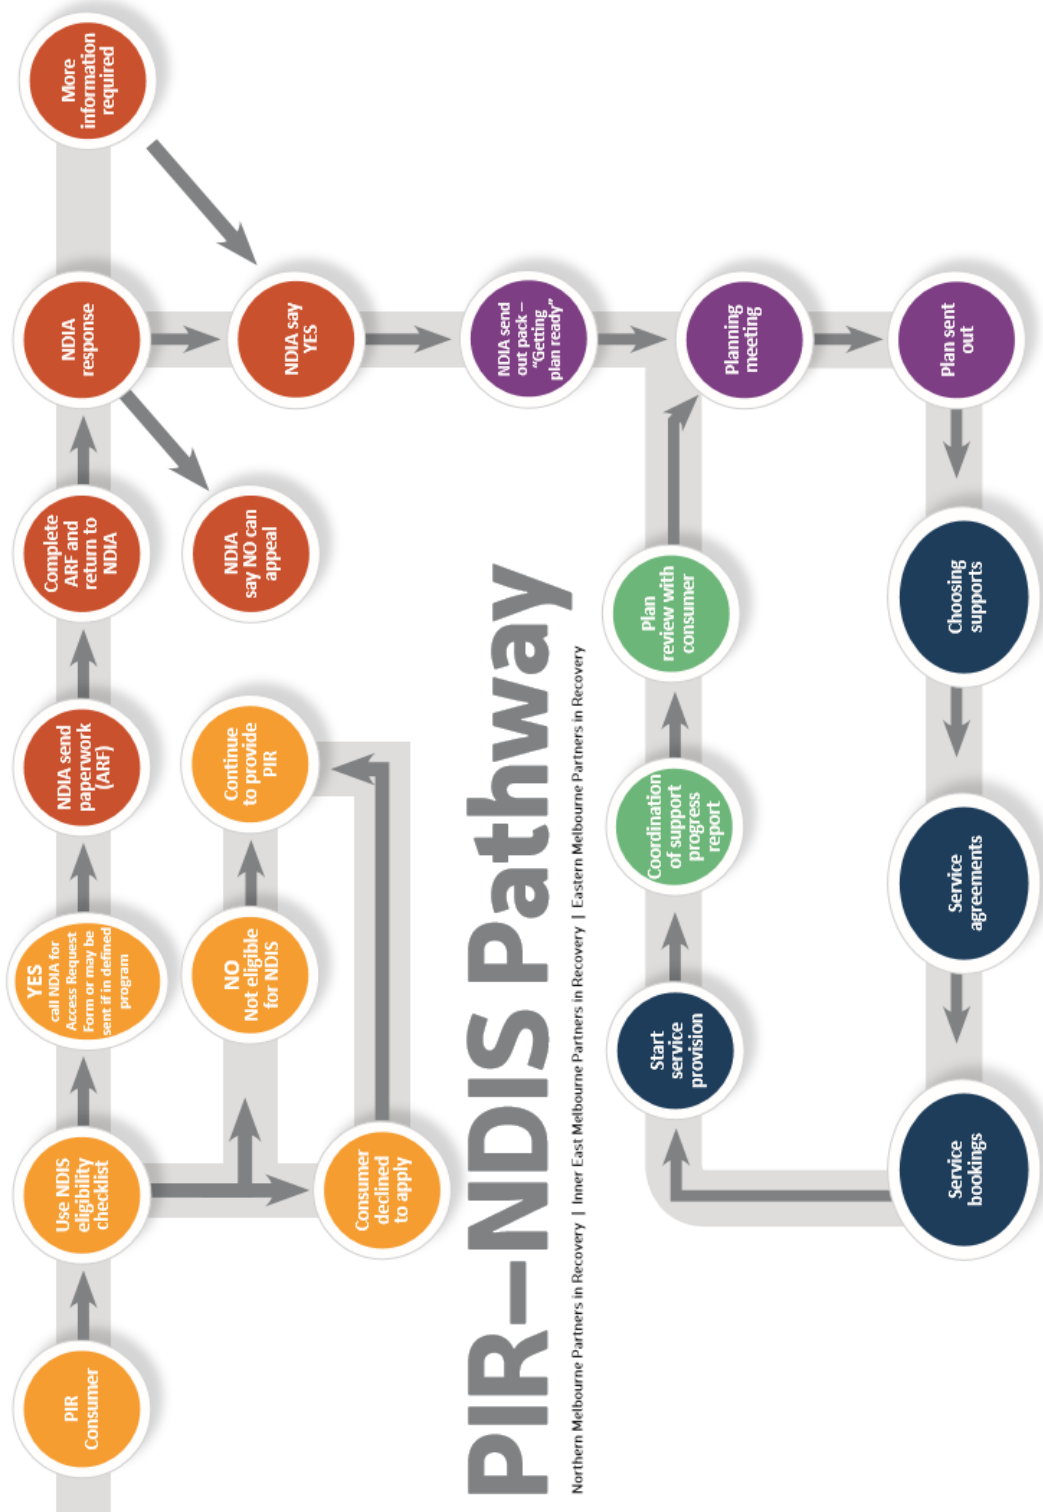 PIR
Consumer
Use NDIS
eligibility
checklist
YES
call NDIA for
Access Request
Form or may be
sent if in defined
program
NDIA send
paperwork
(ARF)
Complete
ARF and
return to
NDIA
NDIA
response
More
information
required
NO
Not eligible
for NDIS
Continue
to provide
PIR
NDIA
say NO can
appeal
NDIA say
YES
Consumer
declined
to apply
PIR–NDIS Pathway
Northern Melbourne Partners in Recovery | Inner East Melbourne Partners in Recovery | Eastern Melbourne Partners in Recovery
NDIA send
out pack –
“Getting
plan ready”
Start
service
provision
Coordination
of support
progress
report
Plan
review with
consumer
Planning
meeting
Service
bookings
Service
agreements
Choosing
supports
Plan sent
out